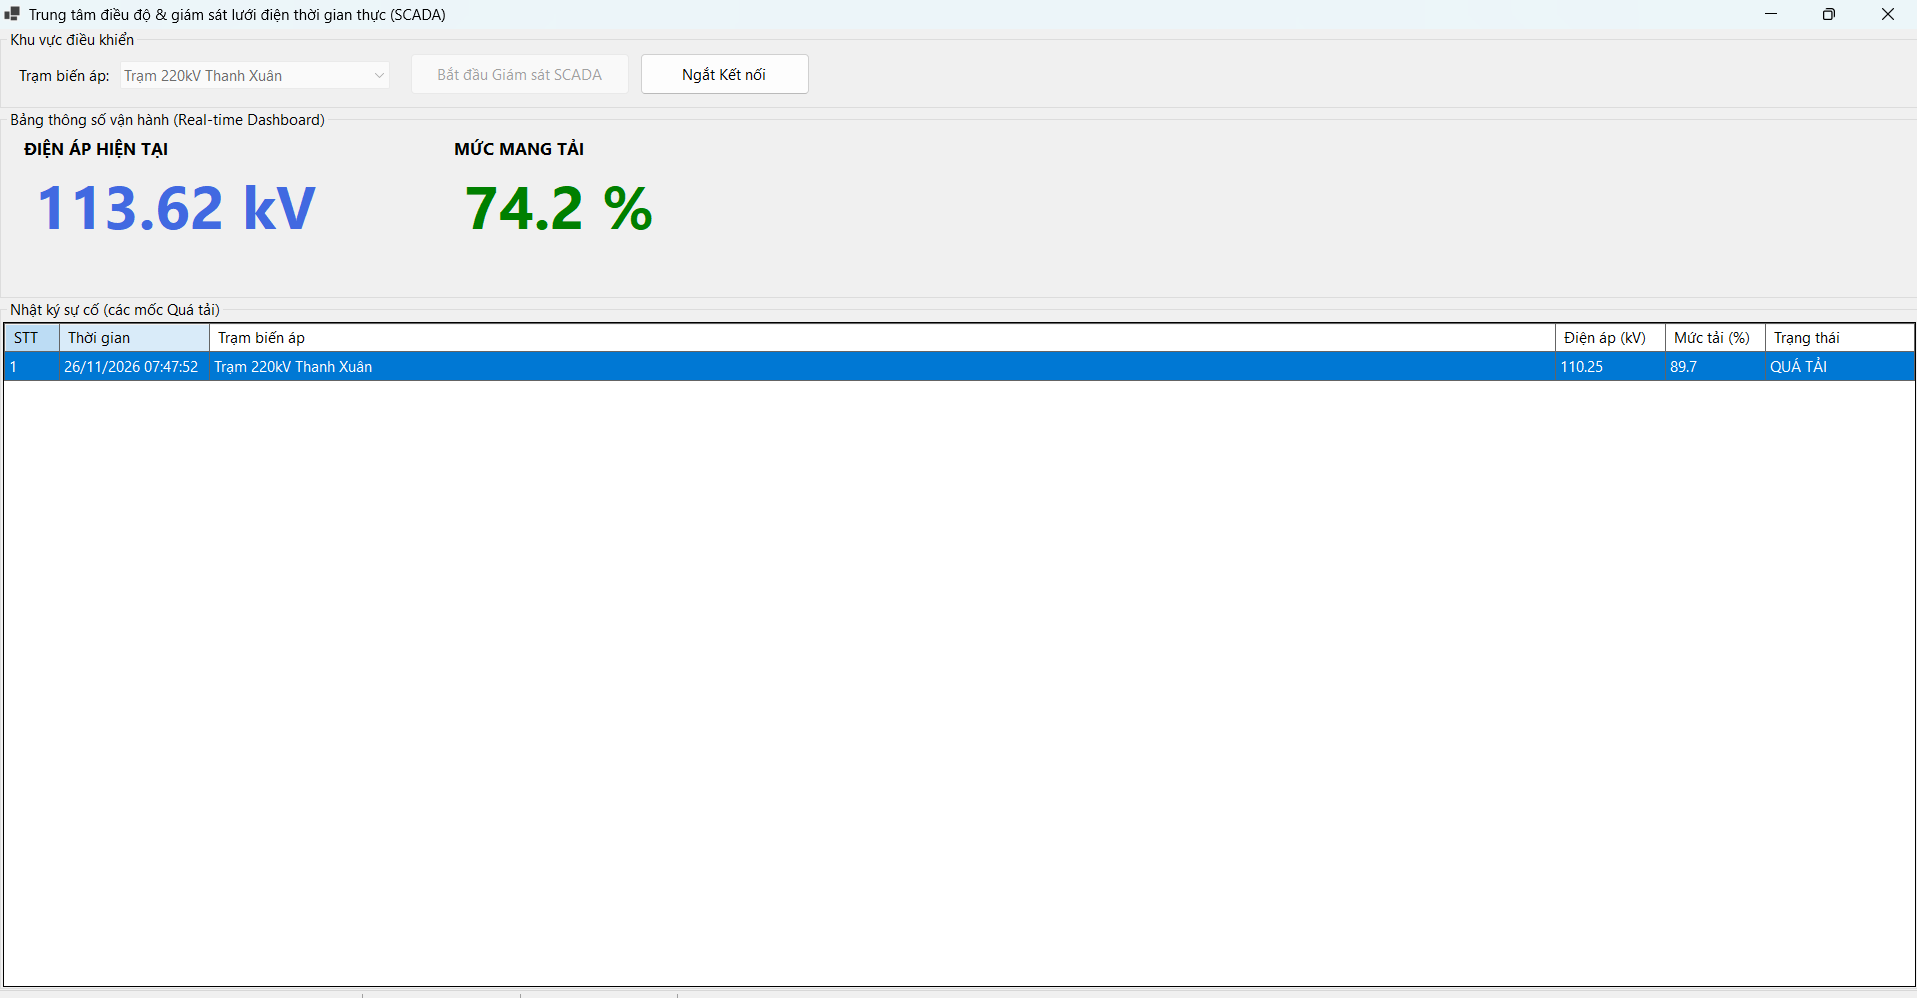 Trung tâm điều độ & giám sát lưới điện thời gian thực (SCADA)
Khu vực điều khiển
Trạm biến áp: Trạm 220kV Thanh Xuân Bắt đầu Giám sát SCADA Ngắt Kết nối
Bảng thông số vận hành (Real-time Dashboard)
ĐIỆN ÁP HIỆN TẠI MỨC MANG TẢI
113.62 kV 74.2 %
Nhật ký sự cố (các mốc Quá tải)
STT Thời gian Trạm biến áp Điện áp (kV) Mức tải (%) Trạng thái
1 26/11/2026 07:47:52 Trạm 220kV Thanh Xuân 110.25 89.7 QUÁ TẢI